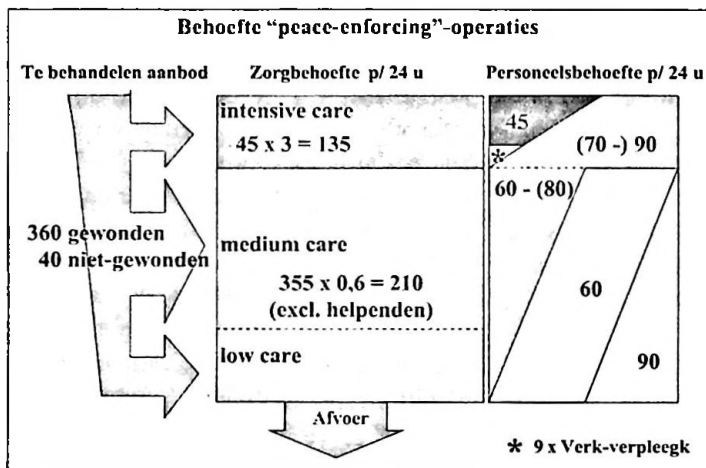 Behoefte “peace-enforcing”-operaties
Te behandelen aanbod
Zorgbehoefte p/ 24 u
Personeelsbehoefte p/ 24 u
360 gewonden
40 niet-gewonden
intensive care
45 x 3 = 135
medium care
355 x 0,6 = 210
(excl. helpenden)
low care
Afvoer
45
*
(70 -) 90
60 - (80)
60
90
* 9 x Verk-verpleegk